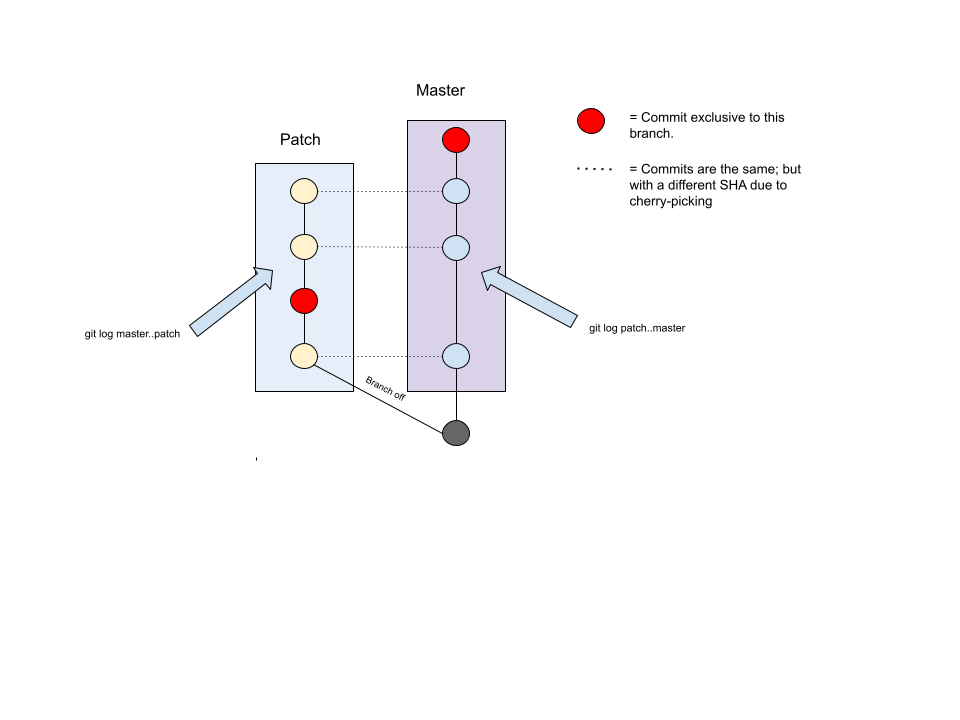 Master
Patch
= Commit exclusive to this
branch.
= Commits are the same; but
with a different SHA due to
cherry-picking
git log master..patch
git log patch..master
Branch off